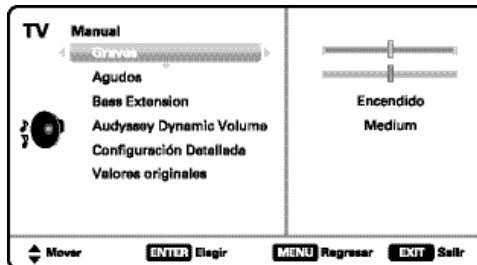 TV Manual
Graves
Agudos
Bass Extension Encendido
Audyssey Dynamic Volume Medium
Configuración Detallada
Valores originales
Mover ENTER Elegir MENU Regresar EXIT Salir